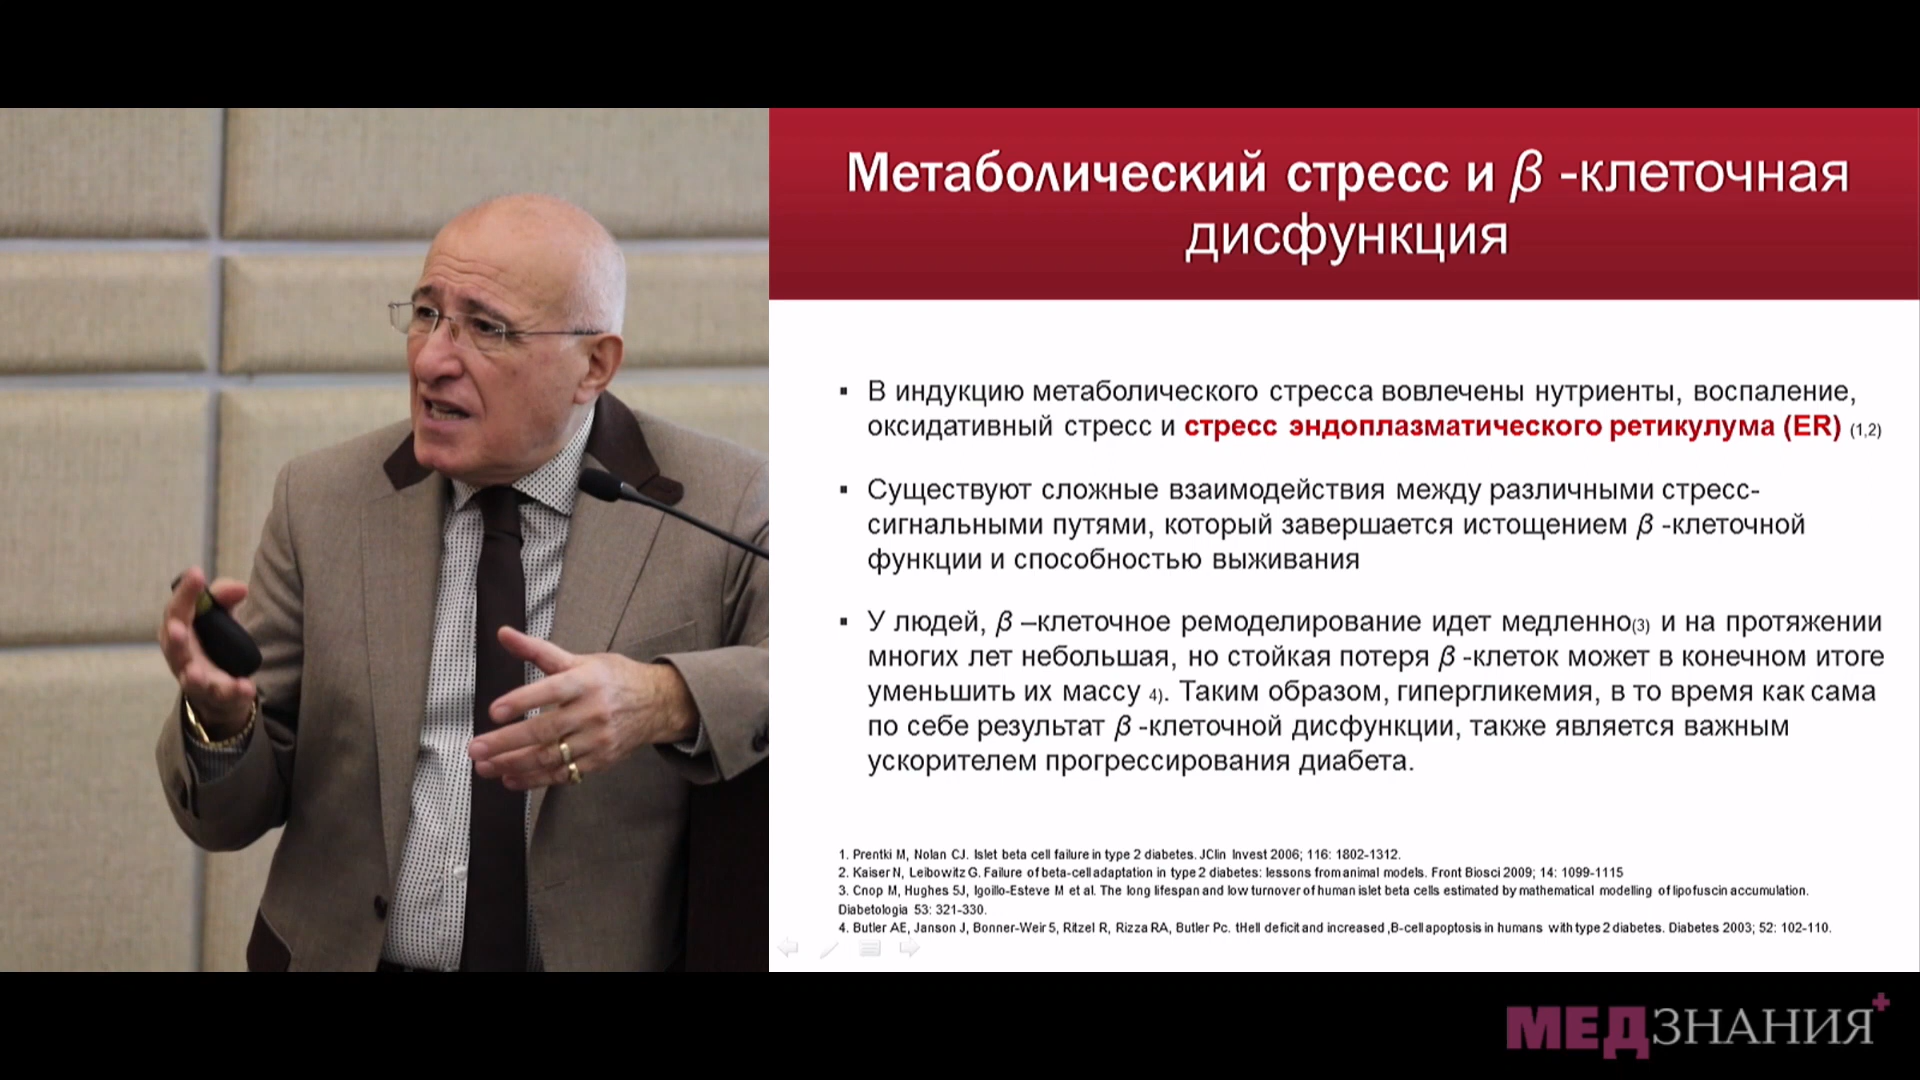 Метаболический стресс и β -клеточная
дисфункция
▪ В индукцию метаболического стресса вовлечены нутриенты, воспаление,
оксидативный стресс и стресс эндоплазматического ретикулума (ER) (1,2)
▪ Существуют сложные взаимодействия между различными стресс-
сигнальными путями, который завершается истощением β -клеточной
функции и способностью выживания
▪ У людей, β –клеточное ремоделирование идет медленно(3) и на протяжении
многих лет небольшая, но стойкая потеря β -клеток может в конечном итоге
уменьшить их массу 4). Таким образом, гипергликемия, в то время как сама
по себе результат β -клеточной дисфункции, также является важным
ускорителем прогрессирования диабета.
1. Prentki M, Nolan CJ. Islet beta cell failure in type 2 diabetes. JClin Invest 2006; 116: 1802-1312.
2. Kaiser N, Leibowitz G. Failure of beta-cell adaptation in type 2 diabetes: lessons from animal models. Front Biosci 2009; 14: 1099-1115
3. Cnop M, Hughes 5J, Igoillo-Esteve M et al. The long lifespan and low turnover of human islet beta cells estimated by mathematical modelling of lipofuscin accumulation.
Diabetologia 53: 321-330.
4. Butler AE, Janson J, Bonner-Weir 5, Ritzel R, Rizza RA, Butler Pc. tHell deficit and increased ,B-cell apoptosis in humans with type 2 diabetes. Diabetes 2003; 52: 102-110.
МЕДЗНАНИЯ+